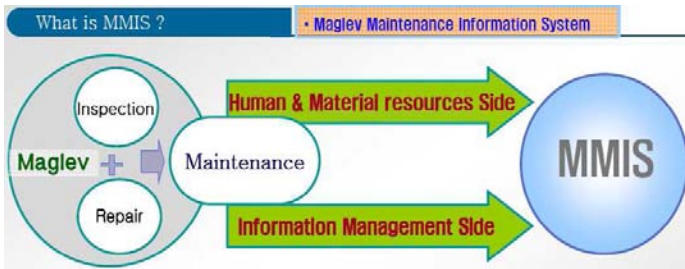 What is MMIS ?
• Maglev Maintenance Information System
Inspection
Human & Material resources Side
Maglev
Maintenance
MMIS
Repair
Information Management Side